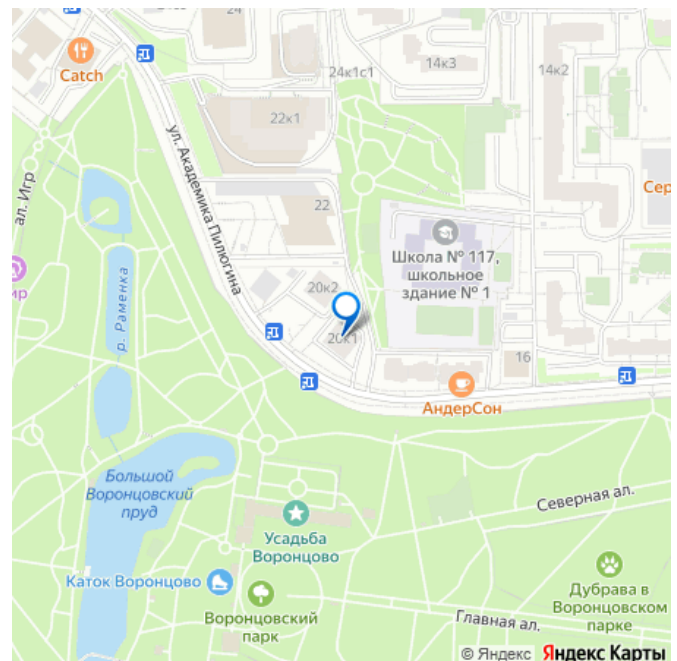 24
Catch
24к1с1
14к3
14к2
22к1
ул. Академика Пилюгина
ал. Игр
Сер
22
Школа № 117,
школьное
здание № 1
ир
р. Раменка
20к2
20к1
16
АндерСон
Большой
Воронцовский
пруд
Северная ал.
Усадьба
Воронцово
Каток Воронцово
Дубрава в
Воронцовском
парке
Воронцовский
парк
Главная ал.
© Яндекс Яндекс Карты